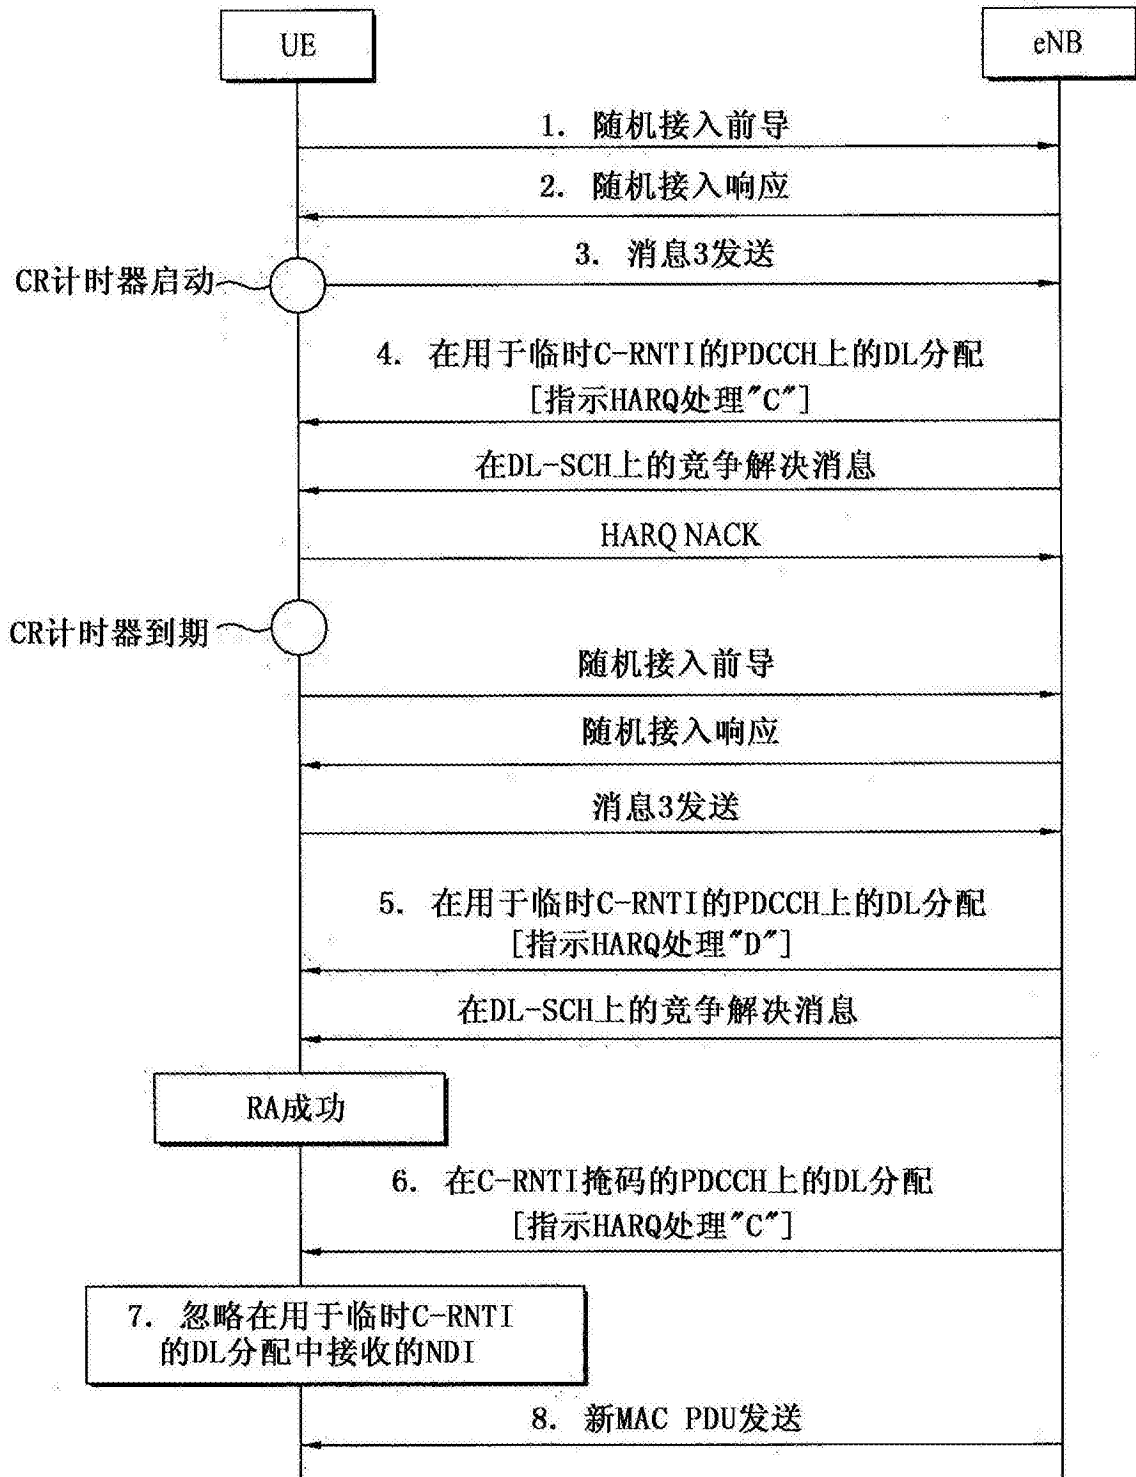 UE
eNB
1. 随机接入前导
2. 随机接入响应
3. 消息3发送
CR计时器启动
4. 在用于临时C-RNTI的PDCCH上的DL分配
[指示HARQ处理"C"]
在DL-SCH上的竞争解决消息
HARQ NACK
CR计时器到期
随机接入前导
随机接入响应
消息3发送
5. 在用于临时C-RNTI的PDCCH上的DL分配
[指示HARQ处理"D"]
在DL-SCH上的竞争解决消息
RA成功
6. 在C-RNTI掩码的PDCCH上的DL分配
[指示HARQ处理"C"]
7. 忽略在用于临时C-RNTI
的DL分配中接收的NDI
8. 新MAC PDU发送